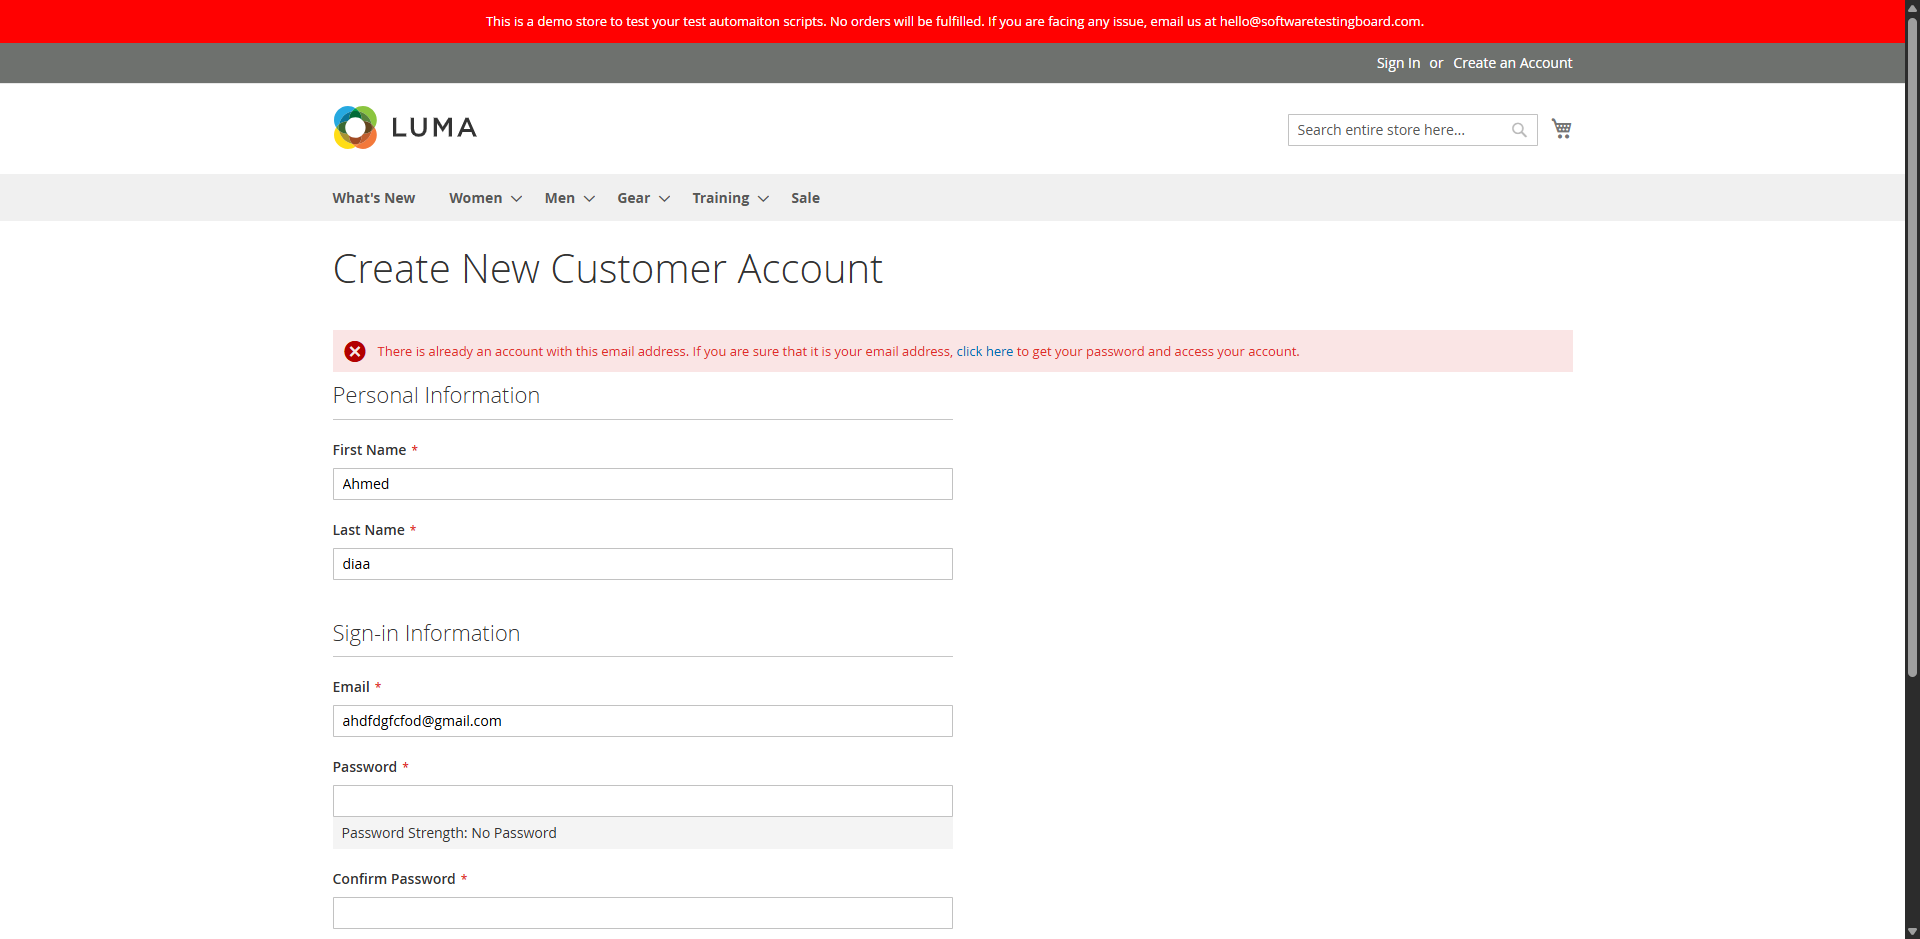 This is a demo store to test your test automaiton scripts. No orders will be fulfilled. If you are facing any issue, email us at hello@softwaretestingboard.com.
Sign In or Create an Account
LUMA
Search entire store here...
What's New Women Men Gear Training Sale
Create New Customer Account
There is already an account with this email address. If you are sure that it is your email address, click here to get your password and access your account.
Personal Information
First Name *
Ahmed
Last Name *
diaa
Sign-in Information
Email *
ahdfdgfcfod@gmail.com
Password *
Password Strength: No Password
Confirm Password *